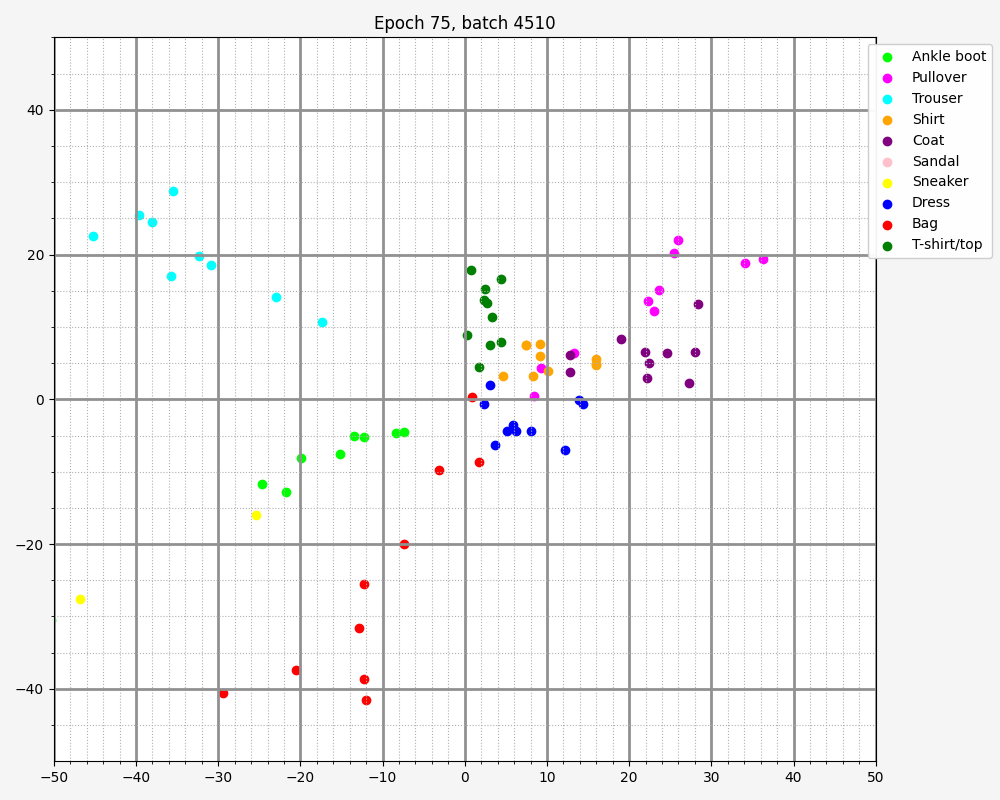 Epoch 75, batch 4510
Ankle boot
Pullover
Trouser
Shirt
Coat
Sandal
Sneaker
Dress
Bag
T-shirt/top
40
20
0
−20
−40
−50 −40 −30 −20 −10 0 10 20 30 40 50